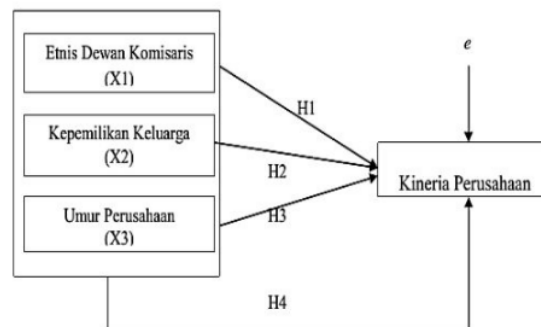 Etnis Dewan Komisaris
(X1)
e
H1
Kepemilikan Keluarga
(X2)
H2
Kineria Perusahaan
Umur Perusahaan
(X3)
H3
H4